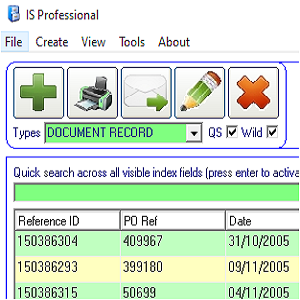 IS Professional
File Create View Tools About
Types DOCUMENT RECORD QS Wild
Quick search across all visible index fields (press enter to activa
Reference ID PO Ref Date
150386304 409967 31/10/2005
150386293 399180 09/11/2005
150386315 50699 04/11/2005